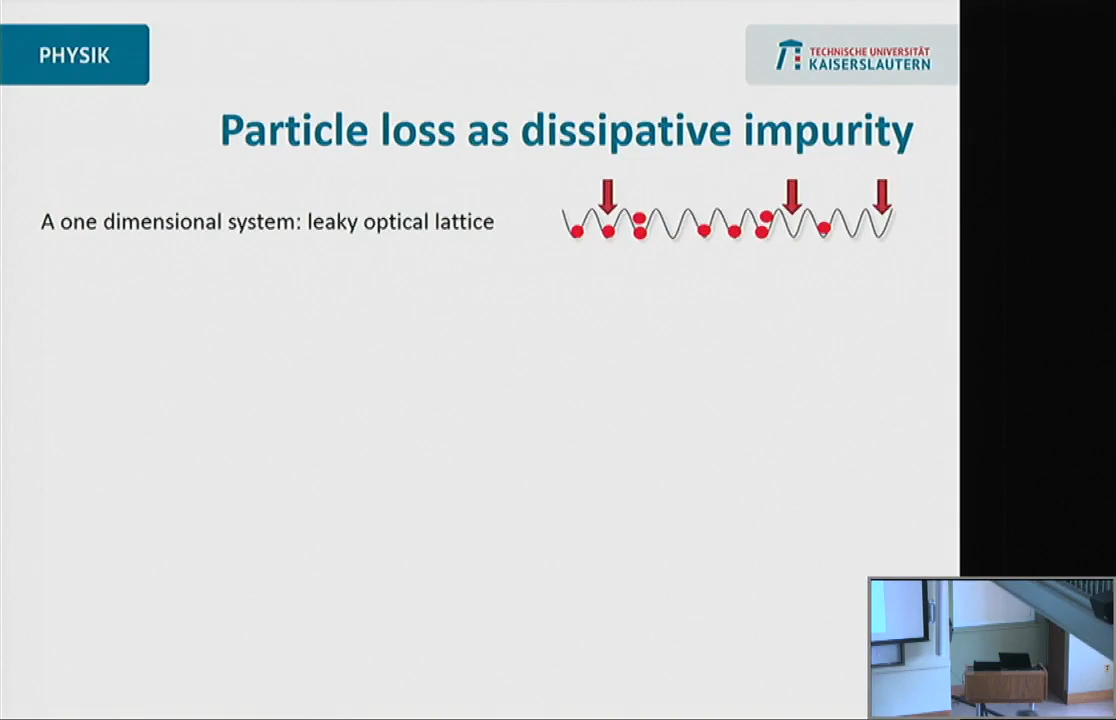 PHYSIK
TECHNISCHE UNIVERSITÄT
KAISERSLAUTERN
Particle loss as dissipative impurity
A one dimensional system: leaky optical lattice